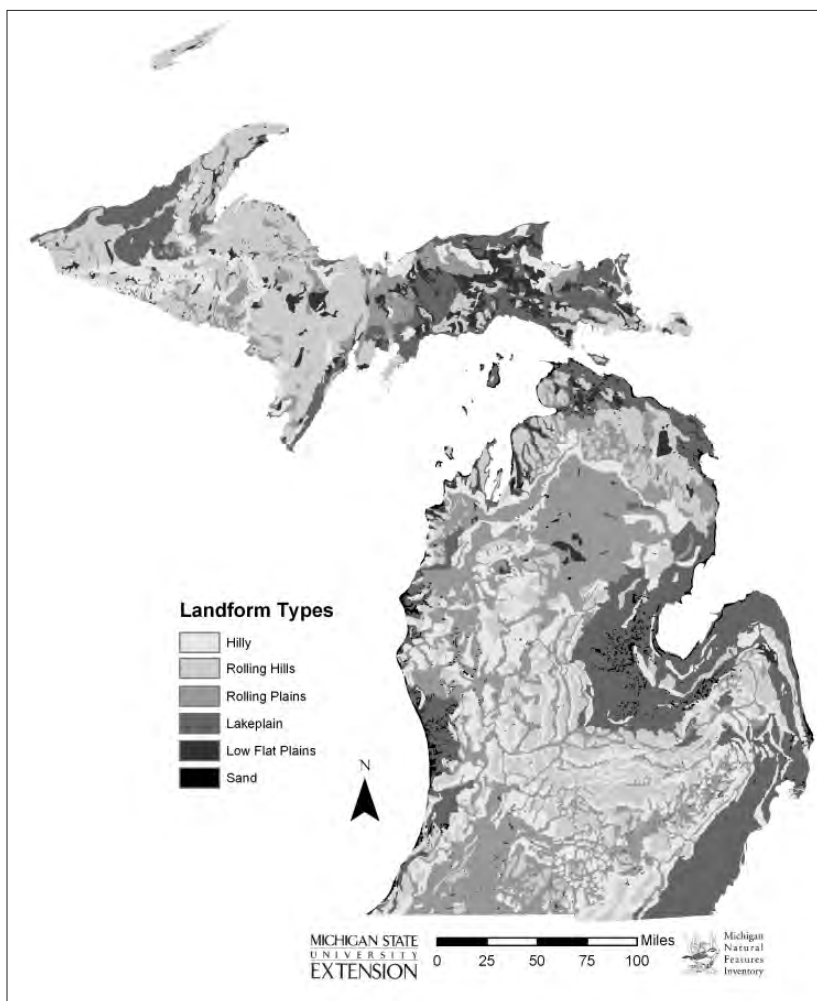 Landform Types
Hilly
Rolling Hills
Rolling Plains
Lakeplain
Low Flat Plains
Sand
N
MICHIGAN STATE
UNIVERSITY
EXTENSION
Miles
0 25 50 75 100
Michigan
Natural
Features
Inventory